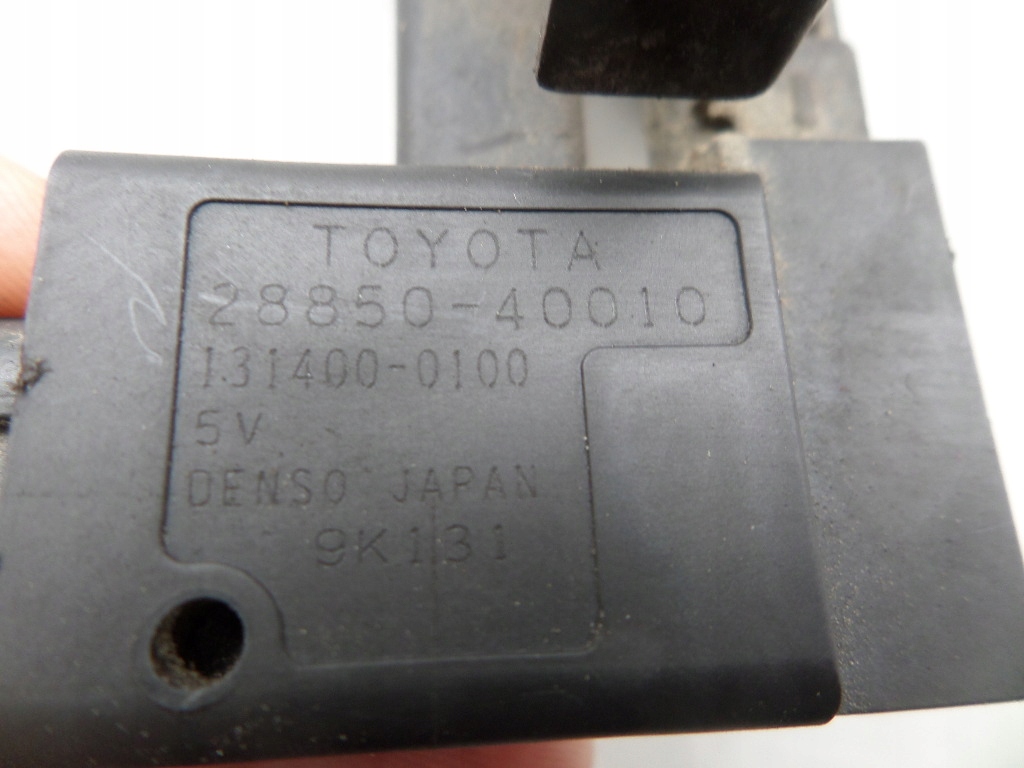 TOYOTA
28850-40010
131400-0100
5V
DENSO JAPAN
9K131